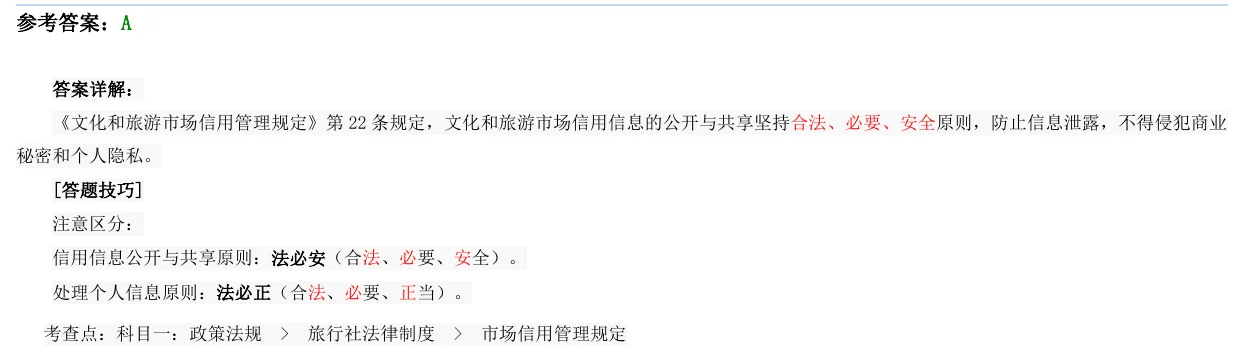 参考答案：A
答案详解：
《文化和旅游市场信用管理规定》第 22 条规定，文化和旅游市场信用信息的公开与共享坚持合法、必要、安全原则，防止信息泄露，不得侵犯商业
秘密和个人隐私。
[答题技巧]
注意区分：
信用信息公开与共享原则：法必安（合法、必要、安全）。
处理个人信息原则：法必正（合法、必要、正当）。
考查点：科目一：政策法规 > 旅行社法律制度 > 市场信用管理规定